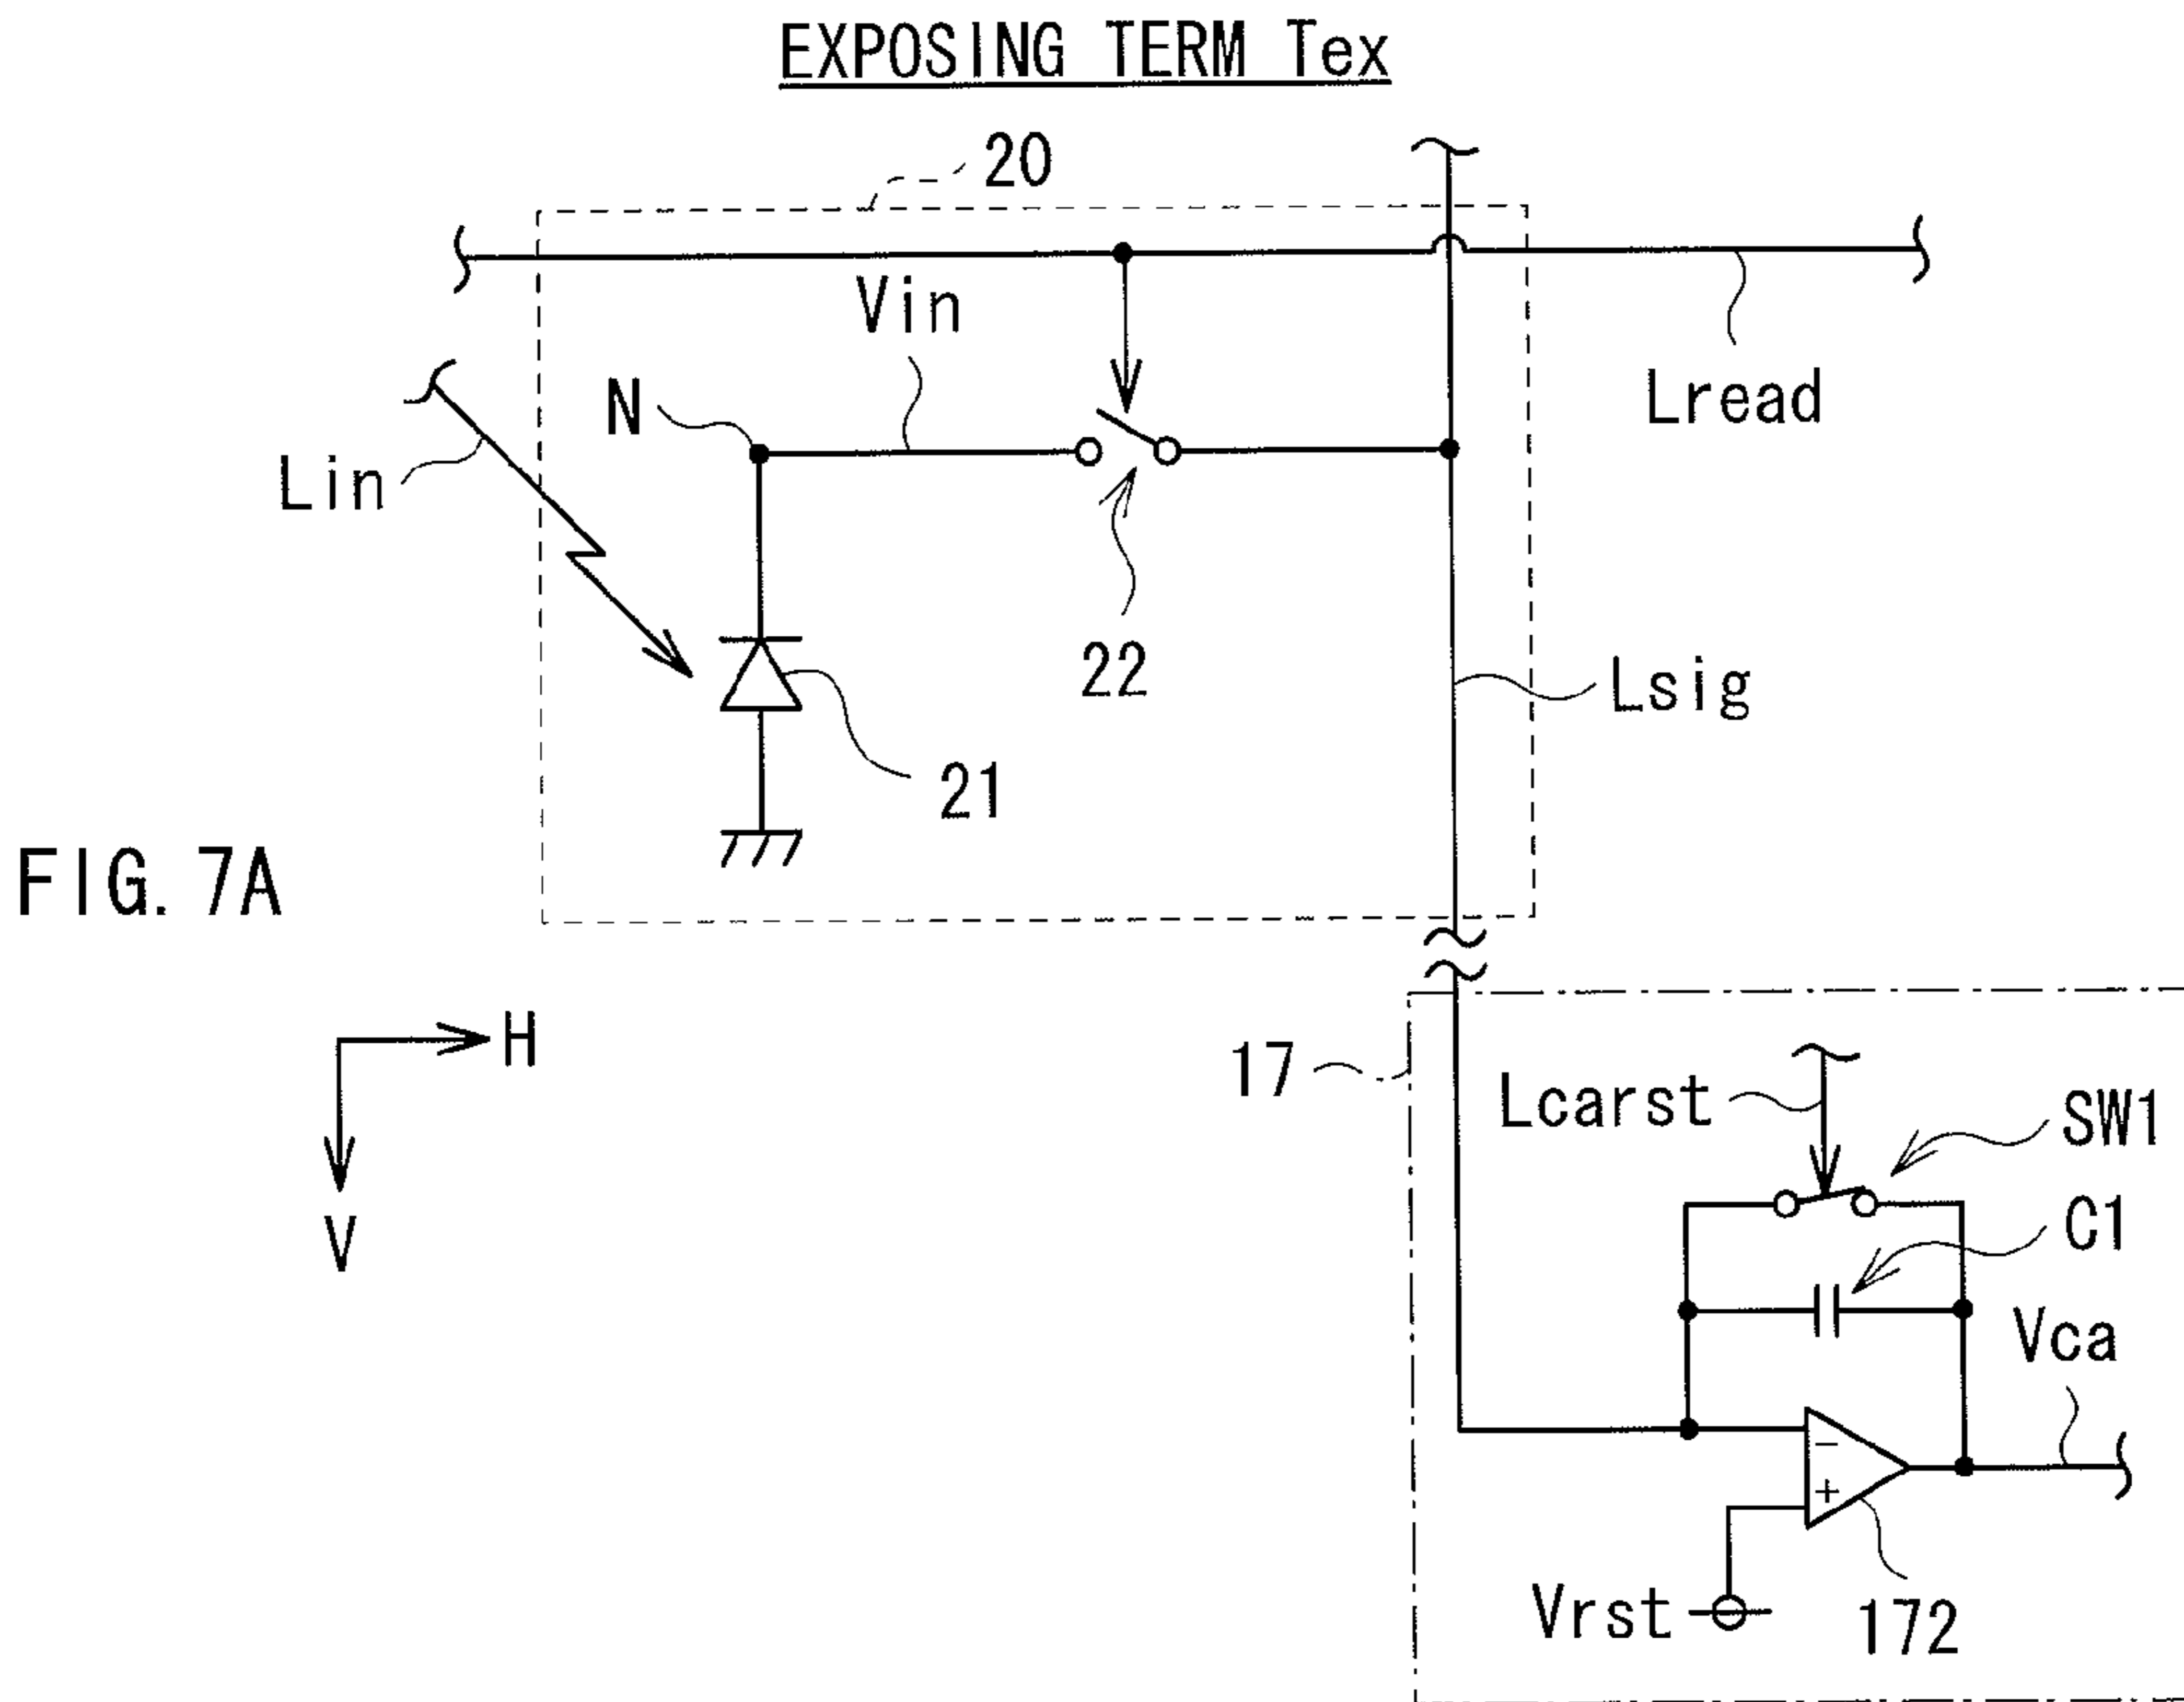 EXPOSING TERM Tex
20
Vin
N
Lread
Lin
22
Lsig
21
FIG. 7A
H
17
Lcarst
SW1
V
C1
Vca
−
+
Vrst
172